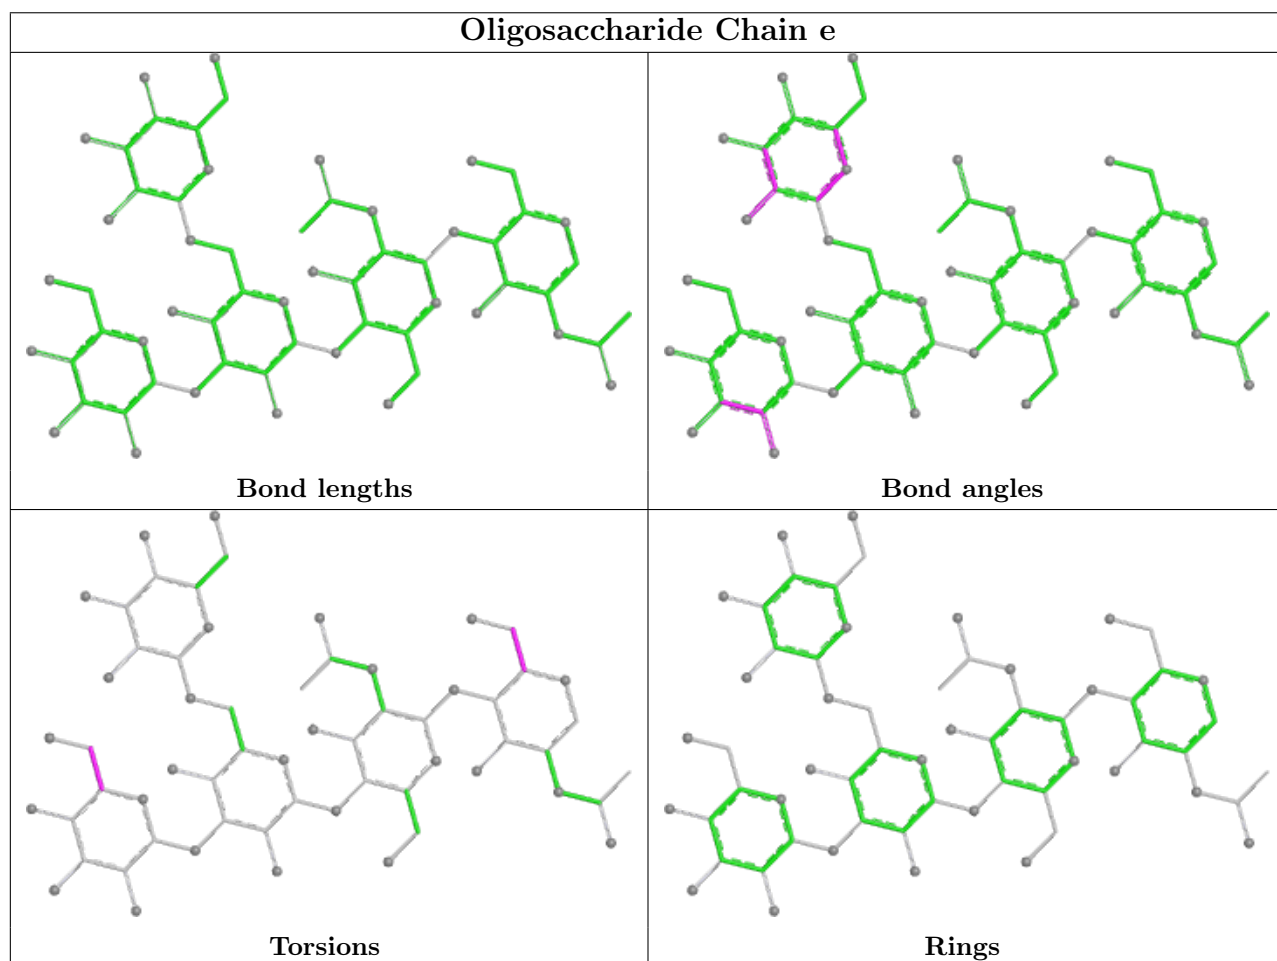 Oligosaccharide Chain e
Bond lengths
Bond angles
Torsions
Rings